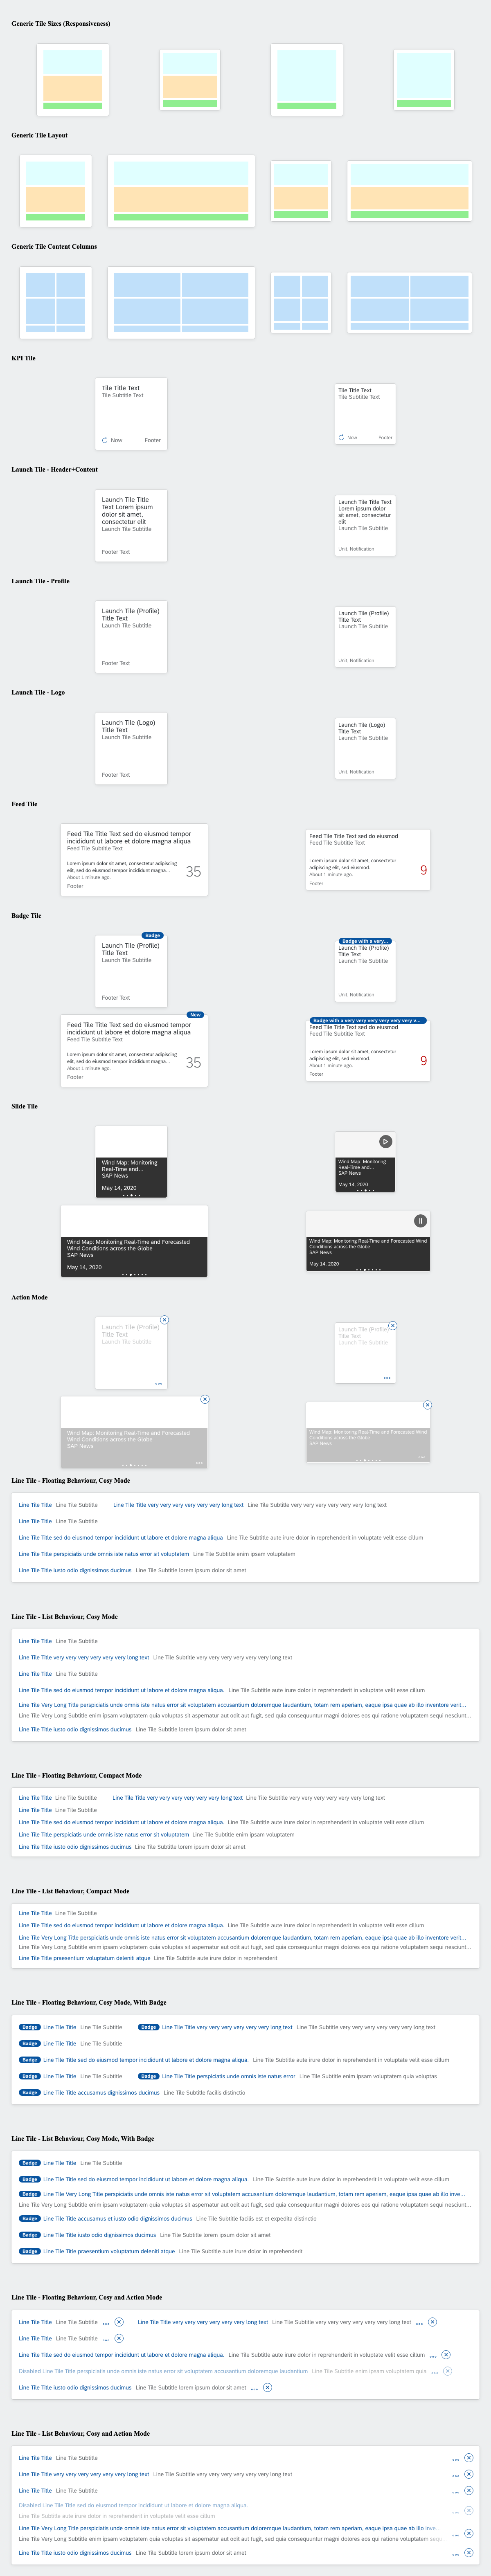 Generic Tile Sizes (Responsiveness)
Generic Tile Layout
Generic Tile Content Columns
KPI Tile
Tile Title Text
Tile Subtitle Text
Now Footer
Tile Title Text
Tile Subtitle Text
Now Footer
Launch Tile - Header+Content
Launch Tile Title
Text Lorem ipsum
dolor sit amet,
consectetur elit
Launch Tile Subtitle
Footer Text
Launch Tile Title Text
Lorem ipsum dolor
sit amet, consectetur
elit
Launch Tile Subtitle
Unit, Notification
Launch Tile - Profile
Launch Tile (Profile)
Title Text
Launch Tile Subtitle
Footer Text
Launch Tile (Profile)
Title Text
Launch Tile Subtitle
Unit, Notification
Launch Tile - Logo
Launch Tile (Logo)
Title Text
Launch Tile Subtitle
Footer Text
Launch Tile (Logo)
Title Text
Launch Tile Subtitle
Unit, Notification
Feed Tile
Feed Tile Title Text sed do eiusmod tempor
incididunt ut labore et dolore magna aliqua
Feed Tile Subtitle Text
Lorem ipsum dolor sit amet, consectetur adipiscing
elit, sed do eiusmod tempor incididunt magna...
About 1 minute ago.
35
Footer
Feed Tile Title Text sed do eiusmod
Feed Tile Subtitle Text
Lorem ipsum dolor sit amet, consectetur
adipiscing elit, sed eiusmod.
About 1 minute ago.
9
Footer
Badge Tile
Badge
Launch Tile (Profile)
Title Text
Launch Tile Subtitle
Footer Text
Badge with a very...
Launch Tile (Profile)
Title Text
Launch Tile Subtitle
Unit, Notification
New
Feed Tile Title Text sed do eiusmod tempor
incididunt ut labore et dolore magna aliqua
Feed Tile Subtitle Text
Lorem ipsum dolor sit amet, consectetur adipiscing
elit, sed do eiusmod tempor incididunt magna...
About 1 minute ago.
35
Footer
Badge with a very very very very very very very v...
Feed Tile Title Text sed do eiusmod
Feed Tile Subtitle Text
Lorem ipsum dolor sit amet, consectetur
adipiscing elit, sed eiusmod.
About 1 minute ago.
9
Footer
Slide Tile
Wind Map: Monitoring
Real-Time and...
SAP News
May 14, 2020
Wind Map: Monitoring
Real-Time and...
SAP News
May 14, 2020
Wind Map: Monitoring Real-Time and Forecasted
Wind Conditions across the Globe
SAP News
May 14, 2020
Wind Map: Monitoring Real-Time and Forecasted Wind
Conditions across the Globe
SAP News
May 14, 2020
Action Mode
Launch Tile (Profile)
Title Text
Launch Tile Subtitle
Launch Tile (Profile)
Title Text
Launch Tile Subtitle
Wind Map: Monitoring Real-Time and Forecasted
Wind Conditions across the Globe
SAP News
Wind Map: Monitoring Real-Time and Forecasted Wind
Conditions across the Globe
SAP News
Line Tile - Floating Behaviour, Cosy Mode
Line Tile Title Line Tile Subtitle Line Tile Title very very very very very very long text Line Tile Subtitle very very very very very very long text
Line Tile Title Line Tile Subtitle
Line Tile Title sed do eiusmod tempor incididunt ut labore et dolore magna aliqua Line Tile Subtitle aute irure dolor in reprehenderit in voluptate velit esse cillum
Line Tile Title perspiciatis unde omnis iste natus error sit voluptatem Line Tile Subtitle enim ipsam voluptatem
Line Tile Title iusto odio dignissimos ducimus Line Tile Subtitle lorem ipsum dolor sit amet
Line Tile - List Behaviour, Cosy Mode
Line Tile Title Line Tile Subtitle
Line Tile Title very very very very very very long text Line Tile Subtitle very very very very very very long text
Line Tile Title Line Tile Subtitle
Line Tile Title sed do eiusmod tempor incididunt ut labore et dolore magna aliqua. Line Tile Subtitle aute irure dolor in reprehenderit in voluptate velit esse cillum
Line Tile Very Long Title perspiciatis unde omnis iste natus error sit voluptatem accusantium doloremque laudantium, totam rem aperiam, eaque ipsa quae ab illo inventore verit...
Line Tile Very Long Subtitle enim ipsam voluptatem quia voluptas sit aspernatur aut odit aut fugit, sed quia consequuntur magni dolores eos qui ratione voluptatem sequi nesciunt...
Line Tile Title iusto odio dignissimos ducimus Line Tile Subtitle lorem ipsum dolor sit amet
Line Tile - Floating Behaviour, Compact Mode
Line Tile Title Line Tile Subtitle Line Tile Title very very very very very very long text Line Tile Subtitle very very very very very very long text
Line Tile Title Line Tile Subtitle
Line Tile Title sed do eiusmod tempor incididunt ut labore et dolore magna aliqua. Line Tile Subtitle aute irure dolor in reprehenderit in voluptate velit esse cillum
Line Tile Title perspiciatis unde omnis iste natus error sit voluptatem Line Tile Subtitle enim ipsam voluptatem
Line Tile Title iusto odio dignissimos ducimus Line Tile Subtitle lorem ipsum dolor sit amet
Line Tile - List Behaviour, Compact Mode
Line Tile Title Line Tile Subtitle
Line Tile Title sed do eiusmod tempor incididunt ut labore et dolore magna aliqua. Line Tile Subtitle aute irure dolor in reprehenderit in voluptate velit esse cillum
Line Tile Very Long Title perspiciatis unde omnis iste natus error sit voluptatem accusantium doloremque laudantium, totam rem aperiam, eaque ipsa quae ab illo inventore verit...
Line Tile Very Long Subtitle enim ipsam voluptatem quia voluptas sit aspernatur aut odit aut fugit, sed quia consequuntur magni dolores eos qui ratione voluptatem sequi nesciunt...
Line Tile Title praesentium voluptatum deleniti atque Line Tile Subtitle aute irure dolor in reprehenderit
Line Tile - Floating Behaviour, Cosy Mode, With Badge
Badge Line Tile Title Line Tile Subtitle Badge Line Tile Title very very very very very very long text Line Tile Subtitle very very very very very very long text
Badge Line Tile Title Line Tile Subtitle
Badge Line Tile Title sed do eiusmod tempor incididunt ut labore et dolore magna aliqua. Line Tile Subtitle aute irure dolor in reprehenderit in voluptate velit esse cillum
Badge Line Tile Title Line Tile Subtitle Badge Line Tile Title perspiciatis unde omnis iste natus error Line Tile Subtitle enim ipsam voluptatem quia voluptas
Badge Line Tile Title accusamus dignissimos ducimus Line Tile Subtitle facilis distinctio
Line Tile - List Behaviour, Cosy Mode, With Badge
Badge Line Tile Title Line Tile Subtitle
Badge Line Tile Title sed do eiusmod tempor incididunt ut labore et dolore magna aliqua. Line Tile Subtitle aute irure dolor in reprehenderit in voluptate velit esse cillum
Badge Line Tile Very Long Title perspiciatis unde omnis iste natus error sit voluptatem accusantium doloremque laudantium, totam rem aperiam, eaque ipsa quae ab illo inve...
Line Tile Very Long Subtitle enim ipsam voluptatem quia voluptas sit aspernatur aut odit aut fugit, sed quia consequuntur magni dolores eos qui ratione voluptatem sequi nesciunt...
Badge Line Tile Title accusamus et iusto odio dignissimos ducimus Line Tile Subtitle facilis est et expedita distinctio
Badge Line Tile Title iusto odio dignissimos ducimus Line Tile Subtitle lorem ipsum dolor sit amet
Badge Line Tile Title praesentium voluptatum deleniti atque Line Tile Subtitle aute irure dolor in reprehenderit
Line Tile - Floating Behaviour, Cosy and Action Mode
Line Tile Title Line Tile Subtitle Line Tile Title very very very very very very long text Line Tile Subtitle very very very very very very long text
Line Tile Title Line Tile Subtitle
Line Tile Title sed do eiusmod tempor incididunt ut labore et dolore magna aliqua. Line Tile Subtitle aute irure dolor in reprehenderit in voluptate velit esse cillum
Disabled Line Tile Title perspiciatis unde omnis iste natus error sit voluptatem accusantium doloremque laudantium Line Tile Subtitle enim ipsam voluptatem quia
Line Tile Title iusto odio dignissimos ducimus Line Tile Subtitle lorem ipsum dolor sit amet
Line Tile - List Behaviour, Cosy and Action Mode
Line Tile Title Line Tile Subtitle
Line Tile Title very very very very very very long text Line Tile Subtitle very very very very very very long text
Line Tile Title Line Tile Subtitle
Disabled Line Tile Title sed do eiusmod tempor incididunt ut labore et dolore magna aliqua.
Line Tile Subtitle aute irure dolor in reprehenderit in voluptate velit esse cillum
Line Tile Very Long Title perspiciatis unde omnis iste natus error sit voluptatem accusantium doloremque laudantium, totam rem aperiam, eaque ipsa quae ab illo inve
Line Tile Very Long Subtitle enim ipsam voluptatem quia voluptas sit aspernatur aut odit aut fugit, sed quia consequuntur magni dolores eos qui ratione voluptatem
Line Tile Title iusto odio dignissimos ducimus Line Tile Subtitle lorem ipsum dolor sit amet